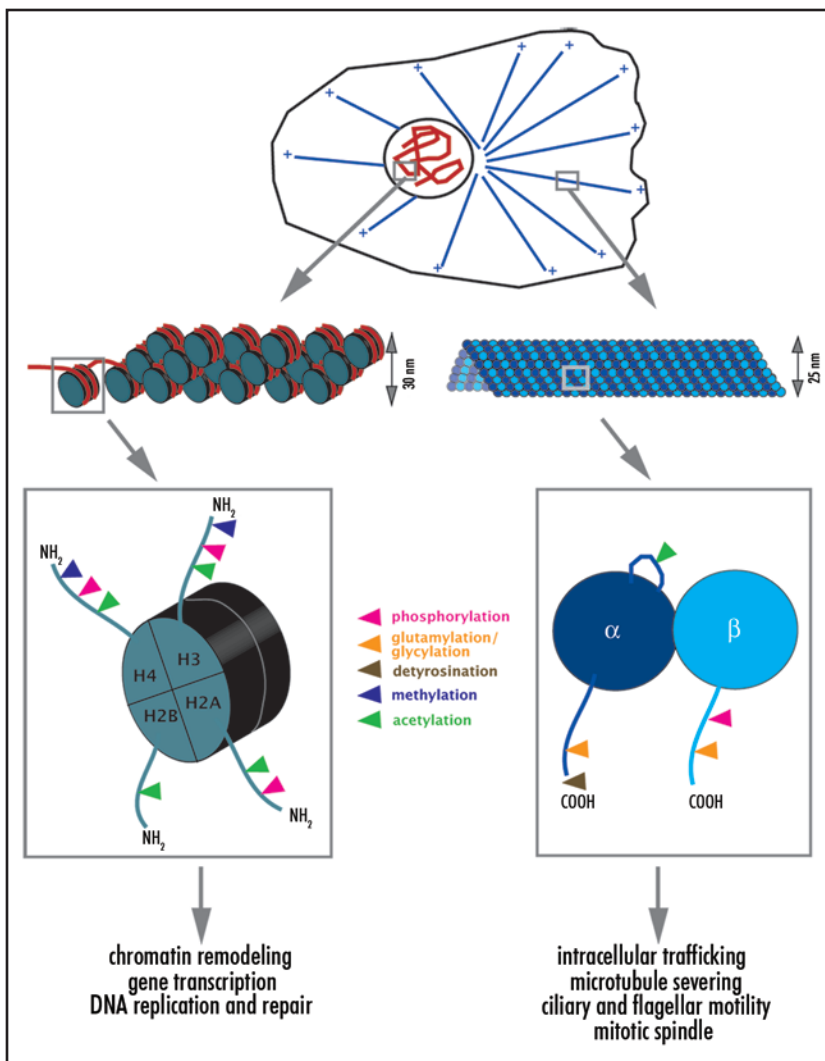 + + + + + + + + + + + + +
30 nm
25 nm
NH₂
NH₂
H3
H4
H2A
H2B
NH₂
NH₂
phosphorylation
glutamylation/
glycylation
detyrosination
methylation
acetylation
α
β
COOH
COOH
chromatin remodeling
gene transcription
DNA replication and repair
intracellular trafficking
microtubule severing
ciliary and flagellar motility
mitotic spindle